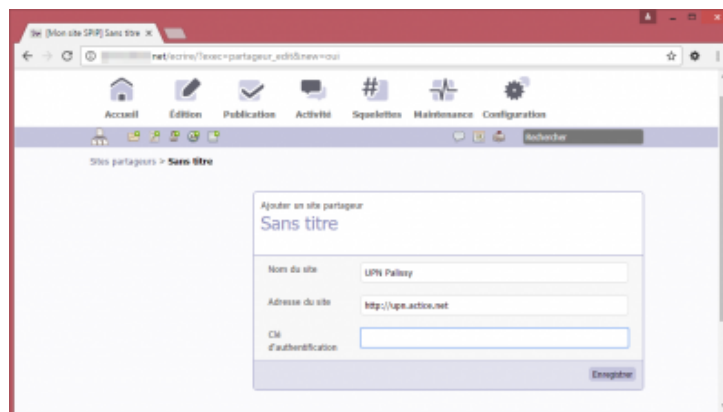 [Mon site SPIP] Sans titre
net/ecrire/?exec=partageur_edit&new=oui
Accueil Édition Publication Activité Squelettes Maintenance Configuration
Rechercher
Sites partageurs > Sans titre
Ajouter un site partageur
Sans titre
Nom du site UPN Palissy
Adresse du site http://upn.actice.net
Clé
d'authentification
Enregistrer